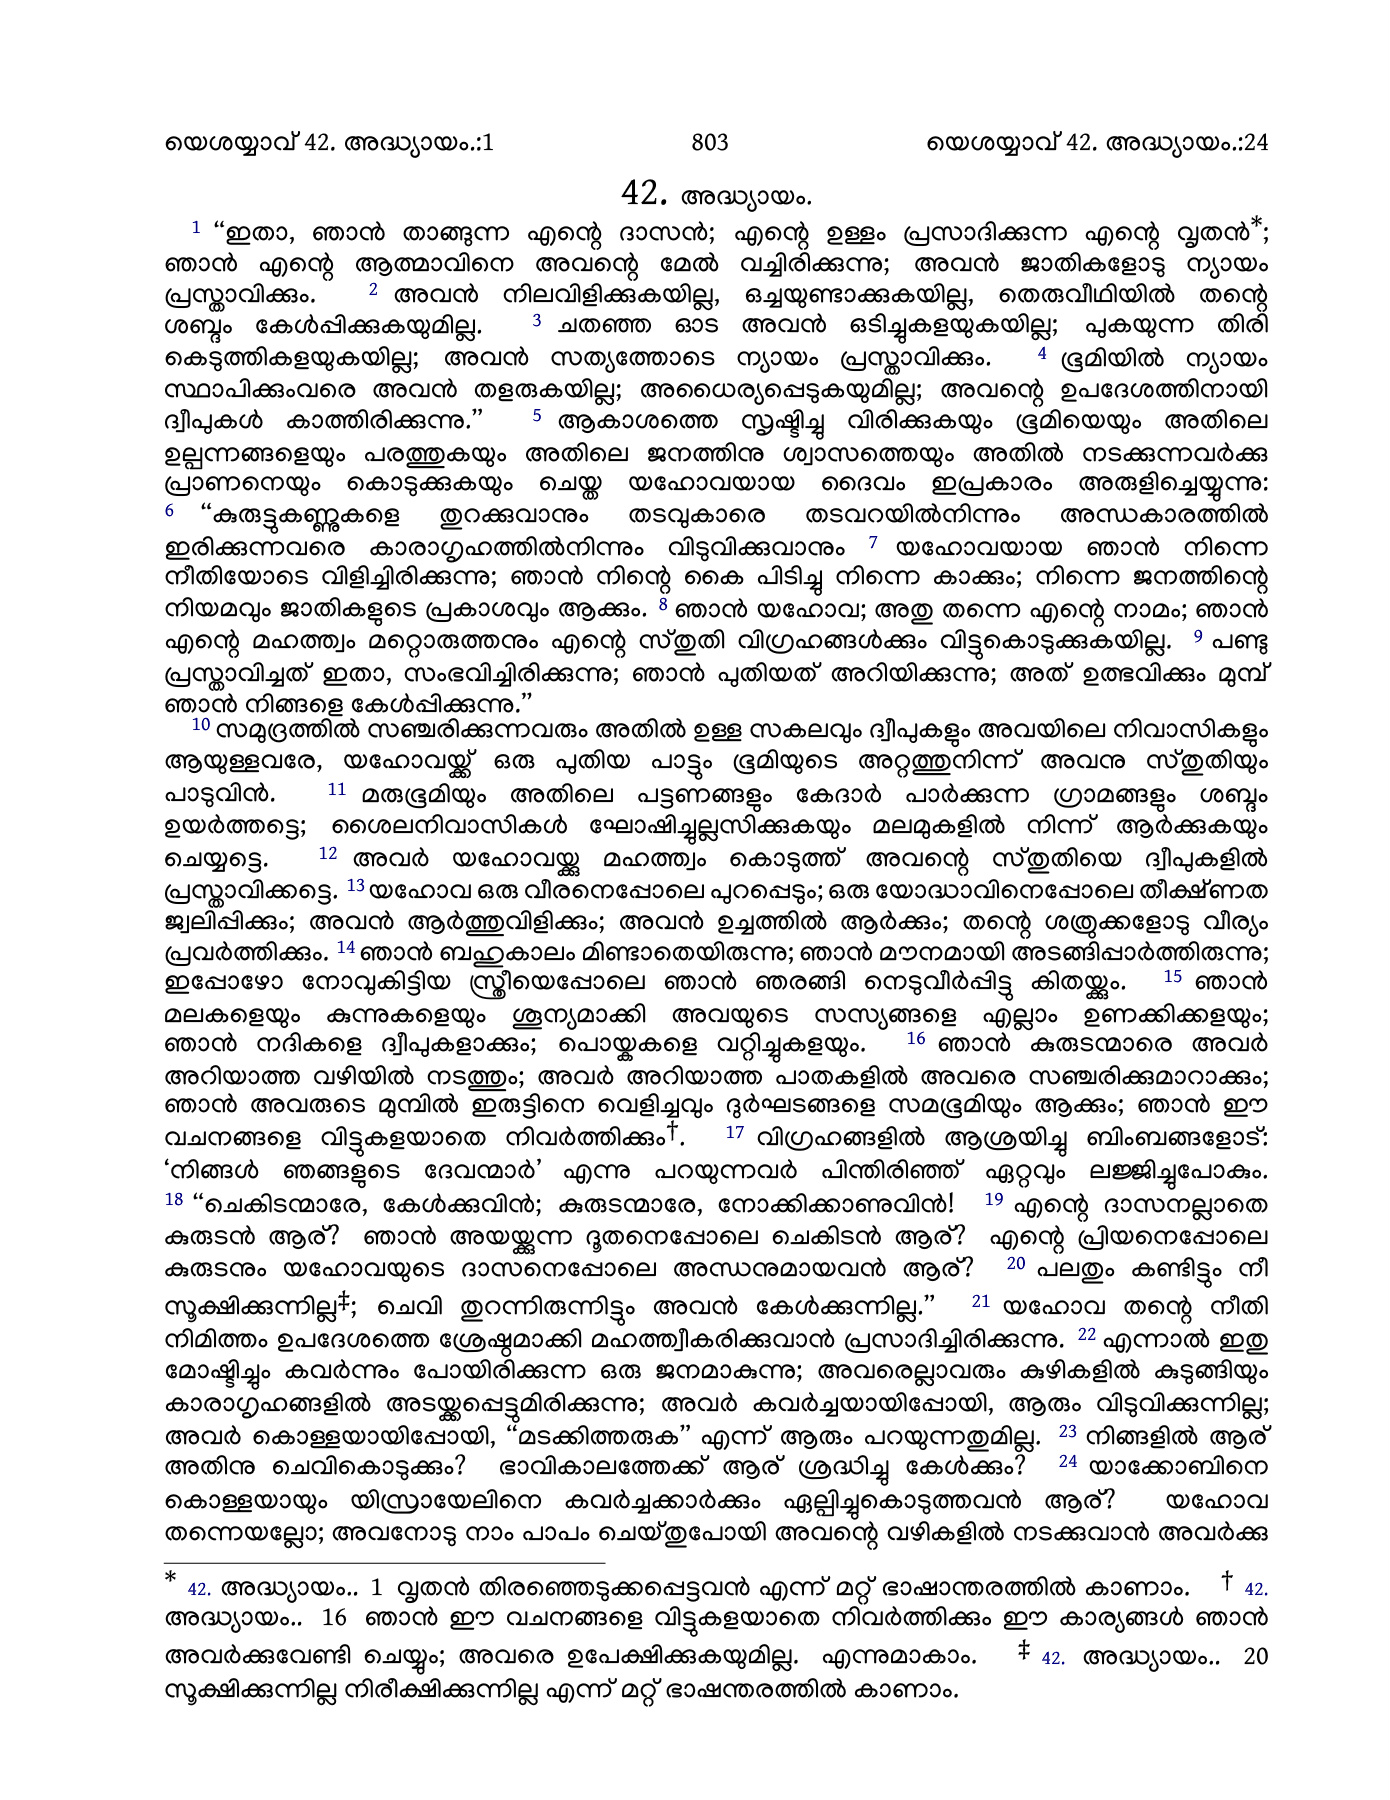 യെശയ്യാവ് 42. അദ്ധ്യായം.:1 803 യെശയ്യാവ് 42. അദ്ധ്യായം.:24
42. അദ്ധ്യായം.
1 “ഇതാ, ഞാൻ താങ്ങുന്ന എന്റെ ദാസൻ; എന്റെ ഉള്ളം പ്രസാദിക്കുന്ന എന്റെ വൃതൻ*;
ഞാൻ എന്റെ ആത്മാവിനെ അവന്റെ മേൽ വച്ചിരിക്കുന്നു; അവൻ ജാതികളോടു ന്യായം
പ്രസ്താവിക്കും. 2 അവൻ നിലവിളിക്കുകയില്ല, ഒച്ചയുണ്ടാക്കുകയില്ല, തെരുവീഥിയിൽ തന്റെ
ശബ്ദം കേൾപ്പിക്കുകയുമില്ല. 3 ചതഞ്ഞ ഓട അവൻ ഒടിച്ചുകളയുകയില്ല; പുകയുന്ന തിരി
കെടുത്തികളയുകയില്ല; അവൻ സത്യത്തോടെ ന്യായം പ്രസ്താവിക്കും. 4 ഭൂമിയിൽ ന്യായം
സ്ഥാപിക്കുംവരെ അവൻ തളരുകയില്ല; അധൈര്യപ്പെടുകയുമില്ല; അവന്റെ ഉപദേശത്തിനായി
ദ്വീപുകൾ കാത്തിരിക്കുന്നു.” 5 ആകാശത്തെ സൃഷ്ടിച്ചു വിരിക്കുകയും ഭൂമിയെയും അതിലെ
ഉല്പന്നങ്ങളെയും പരത്തുകയും അതിലെ ജനത്തിനു ശ്വാസത്തെയും അതിൽ നടക്കുന്നവർക്കു
പ്രാണനെയും കൊടുക്കുകയും ചെയ്ത യഹോവയായ ദൈവം ഇപ്രകാരം അരുളിച്ചെയ്യുന്നു:
6 “കുരുട്ടുകണ്ണുകളെ തുറക്കുവാനും തടവുകാരെ തടവറയിൽനിന്നും അന്ധകാരത്തിൽ
ഇരിക്കുന്നവരെ കാരാഗൃഹത്തിൽനിന്നും വിടുവിക്കുവാനും 7 യഹോവയായ ഞാൻ നിന്നെ
നീതിയോടെ വിളിച്ചിരിക്കുന്നു; ഞാൻ നിന്റെ കൈ പിടിച്ചു നിന്നെ കാക്കും; നിന്നെ ജനത്തിന്റെ
നിയമവും ജാതികളുടെ പ്രകാശവും ആക്കും. 8 ഞാൻ യഹോവ; അതു തന്നെ എന്റെ നാമം; ഞാൻ
എന്റെ മഹത്ത്വം മറ്റൊരുത്തനും എന്റെ സ്തുതി വിഗ്രഹങ്ങൾക്കും വിട്ടുകൊടുക്കുകയില്ല. 9 പണ്ടു
പ്രസ്താവിച്ചത് ഇതാ, സംഭവിച്ചിരിക്കുന്നു; ഞാൻ പുതിയത് അറിയിക്കുന്നു; അത് ഉത്ഭവിക്കും മുമ്പ്
ഞാൻ നിങ്ങളെ കേൾപ്പിക്കുന്നു.”
10 സമുദ്രത്തിൽ സഞ്ചരിക്കുന്നവരും അതിൽ ഉള്ള സകലവും ദ്വീപുകളും അവയിലെ നിവാസികളും
ആയുള്ളവരേ, യഹോവയ്ക്ക് ഒരു പുതിയ പാട്ടും ഭൂമിയുടെ അറ്റത്തുനിന്ന് അവനു സ്തുതിയും
പാടുവിൻ. 11 മരുഭൂമിയും അതിലെ പട്ടണങ്ങളും കേദാർ പാർക്കുന്ന ഗ്രാമങ്ങളും ശബ്ദം
ഉയർത്തട്ടെ; ശൈലനിവാസികൾ ഘോഷിച്ചുല്ലസിക്കുകയും മലമുകളിൽ നിന്ന് ആർക്കുകയും
ചെയ്യട്ടെ. 12 അവർ യഹോവയ്ക്കു മഹത്ത്വം കൊടുത്ത് അവന്റെ സ്തുതിയെ ദ്വീപുകളിൽ
പ്രസ്താവിക്കട്ടെ. 13 യഹോവ ഒരു വീരനെപ്പോലെ പുറപ്പെടും; ഒരു യോദ്ധാവിനെപ്പോലെ തീക്ഷ്ണത
ജ്വലിപ്പിക്കും; അവൻ ആർത്തുവിളിക്കും; അവൻ ഉച്ചത്തിൽ ആർക്കും; തന്റെ ശത്രുക്കളോടു വീര്യം
പ്രവർത്തിക്കും. 14 ഞാൻ ബഹുകാലം മിണ്ടാതെയിരുന്നു; ഞാൻ മൗനമായി അടങ്ങിപ്പാർത്തിരുന്നു;
ഇപ്പോഴോ നോവുകിട്ടിയ സ്ത്രീയെപ്പോലെ ഞാൻ ഞരങ്ങി നെടുവീർപ്പിട്ടു കിതയ്ക്കും. 15 ഞാൻ
മലകളെയും കുന്നുകളെയും ശൂന്യമാക്കി അവയുടെ സസ്യങ്ങളെ എല്ലാം ഉണക്കിക്കളയും;
ഞാൻ നദികളെ ദ്വീപുകളാക്കും; പൊയ്കകളെ വറ്റിച്ചുകളയും. 16 ഞാൻ കുരുടന്മാരെ അവർ
അറിയാത്ത വഴിയിൽ നടത്തും; അവർ അറിയാത്ത പാതകളിൽ അവരെ സഞ്ചരിക്കുമാറാക്കും;
ഞാൻ അവരുടെ മുമ്പിൽ ഇരുട്ടിനെ വെളിച്ചവും ദുർഘടങ്ങളെ സമഭൂമിയും ആക്കും; ഞാൻ ഈ
വചനങ്ങളെ വിട്ടുകളയാതെ നിവർത്തിക്കും†. 17 വിഗ്രഹങ്ങളിൽ ആശ്രയിച്ചു ബിംബങ്ങളോട്:
‘നിങ്ങൾ ഞങ്ങളുടെ ദേവന്മാർ’ എന്നു പറയുന്നവർ പിന്തിരിഞ്ഞ് ഏറ്റവും ലജ്ജിച്ചുപോകും.
18 “ചെകിടന്മാരേ, കേൾക്കുവിൻ; കുരുടന്മാരേ, നോക്കിക്കാണുവിൻ! 19 എന്റെ ദാസനല്ലാതെ
കുരുടൻ ആര്? ഞാൻ അയയ്ക്കുന്ന ദൂതനെപ്പോലെ ചെകിടൻ ആര്? എന്റെ പ്രിയനെപ്പോലെ
കുരുടനും യഹോവയുടെ ദാസനെപ്പോലെ അന്ധനുമായവൻ ആര്? 20 പലതും കണ്ടിട്ടും നീ
സൂക്ഷിക്കുന്നില്ല‡; ചെവി തുറന്നിരുന്നിട്ടും അവൻ കേൾക്കുന്നില്ല.” 21 യഹോവ തന്റെ നീതി
നിമിത്തം ഉപദേശത്തെ ശ്രേഷ്ഠമാക്കി മഹത്ത്വീകരിക്കുവാൻ പ്രസാദിച്ചിരിക്കുന്നു. 22 എന്നാൽ ഇതു
മോഷ്ടിച്ചും കവർന്നും പോയിരിക്കുന്ന ഒരു ജനമാകുന്നു; അവരെല്ലാവരും കുഴികളിൽ കുടുങ്ങിയും
കാരാഗൃഹങ്ങളിൽ അടയ്ക്കപ്പെട്ടുമിരിക്കുന്നു; അവർ കവർച്ചയായിപ്പോയി, ആരും വിടുവിക്കുന്നില്ല;
അവർ കൊള്ളയായിപ്പോയി, “മടക്കിത്തരുക” എന്ന് ആരും പറയുന്നതുമില്ല. 23 നിങ്ങളിൽ ആര്
അതിനു ചെവികൊടുക്കും? ഭാവികാലത്തേക്ക് ആര് ശ്രദ്ധിച്ചു കേൾക്കും? 24 യാക്കോബിനെ
കൊള്ളയായും യിസ്രായേലിനെ കവർച്ചക്കാർക്കും ഏല്പിച്ചുകൊടുത്തവൻ ആര്? യഹോവ
തന്നെയല്ലോ; അവനോടു നാം പാപം ചെയ്തുപോയി അവന്റെ വഴികളിൽ നടക്കുവാൻ അവർക്കു
* 42. അദ്ധ്യായം.. 1 വൃതൻ തിരഞ്ഞെടുക്കപ്പെട്ടവൻ എന്ന് മറ്റ് ഭാഷാന്തരത്തിൽ കാണാം. † 42.
അദ്ധ്യായം.. 16 ഞാൻ ഈ വചനങ്ങളെ വിട്ടുകളയാതെ നിവർത്തിക്കും ഈ കാര്യങ്ങൾ ഞാൻ
അവർക്കുവേണ്ടി ചെയ്യും; അവരെ ഉപേക്ഷിക്കുകയുമില്ല. എന്നുമാകാം. ‡ 42. അദ്ധ്യായം.. 20
സൂക്ഷിക്കുന്നില്ല നിരീക്ഷിക്കുന്നില്ല എന്ന് മറ്റ് ഭാഷന്തരത്തിൽ കാണാം.